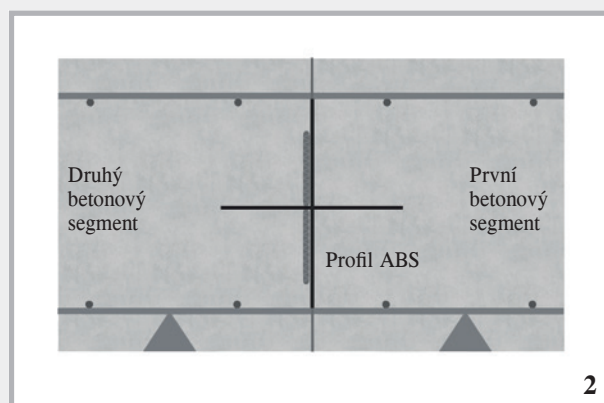 Druhý
betonový
segment
První
betonový
segment
Profil ABS
2